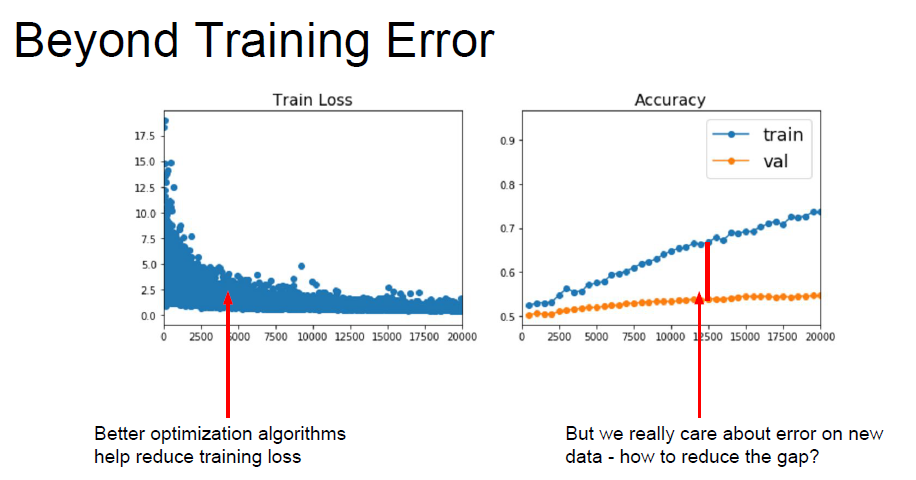 Beyond Training Error
Train Loss
17.5
15.0
12.5
10.0
7.5
5.0
2.5
0.0
0 2500 5000 7500 10000 12500 15000 17500 20000
Accuracy
train
val
0.9
0.8
0.7
0.6
0.5
0 2500 5000 7500 10000 12500 15000 17500 20000
Better optimization algorithms
help reduce training loss
But we really care about error on new
data - how to reduce the gap?